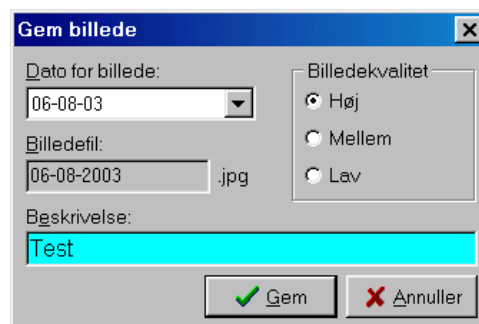 Gem billede
Dato for billede:
06-08-03
Billedefil:
06-08-2003 .jpg
Billedekvalitet
Høj
Mellem
Lav
Beskrivelse:
Test
Gem Annuller